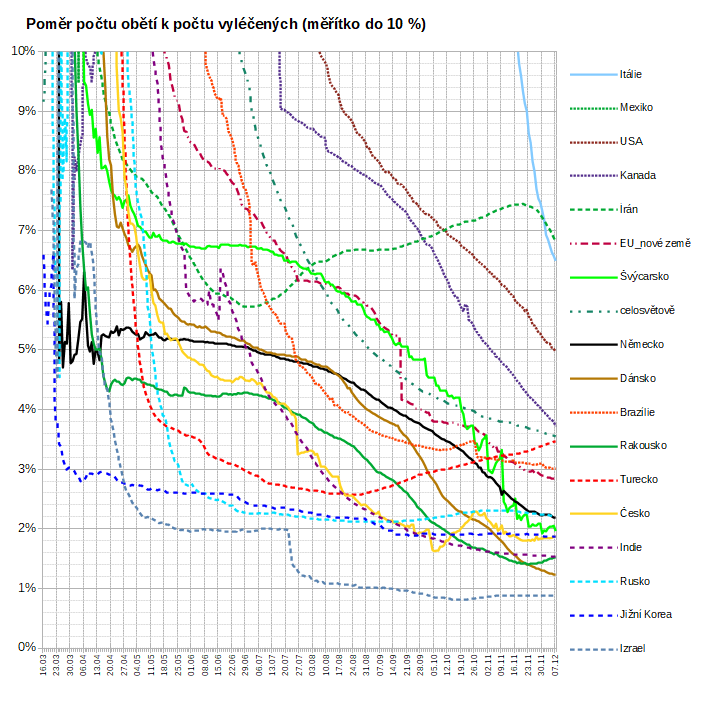 Poměr počtu obětí k počtu vyléčených (měřítko do 10 %)
10%
9%
8%
7%
6%
5%
4%
3%
2%
1%
0%
16.03
23.03
30.03
06.04
13.04
20.04
27.04
04.05
11.05
18.05
25.05
01.06
08.06
15.06
22.06
29.06
06.07
13.07
20.07
27.07
03.08
10.08
17.08
24.08
31.08
07.09
14.09
21.09
28.09
05.10
12.10
19.10
26.10
02.11
09.11
16.11
23.11
30.11
07.12
Itálie
Mexiko
USA
Kanada
Írán
EU_nové země
Švýcarsko
celosvětově
Německo
Dánsko
Brazílie
Rakousko
Turecko
Česko
Indie
Rusko
Jižní Korea
Izrael